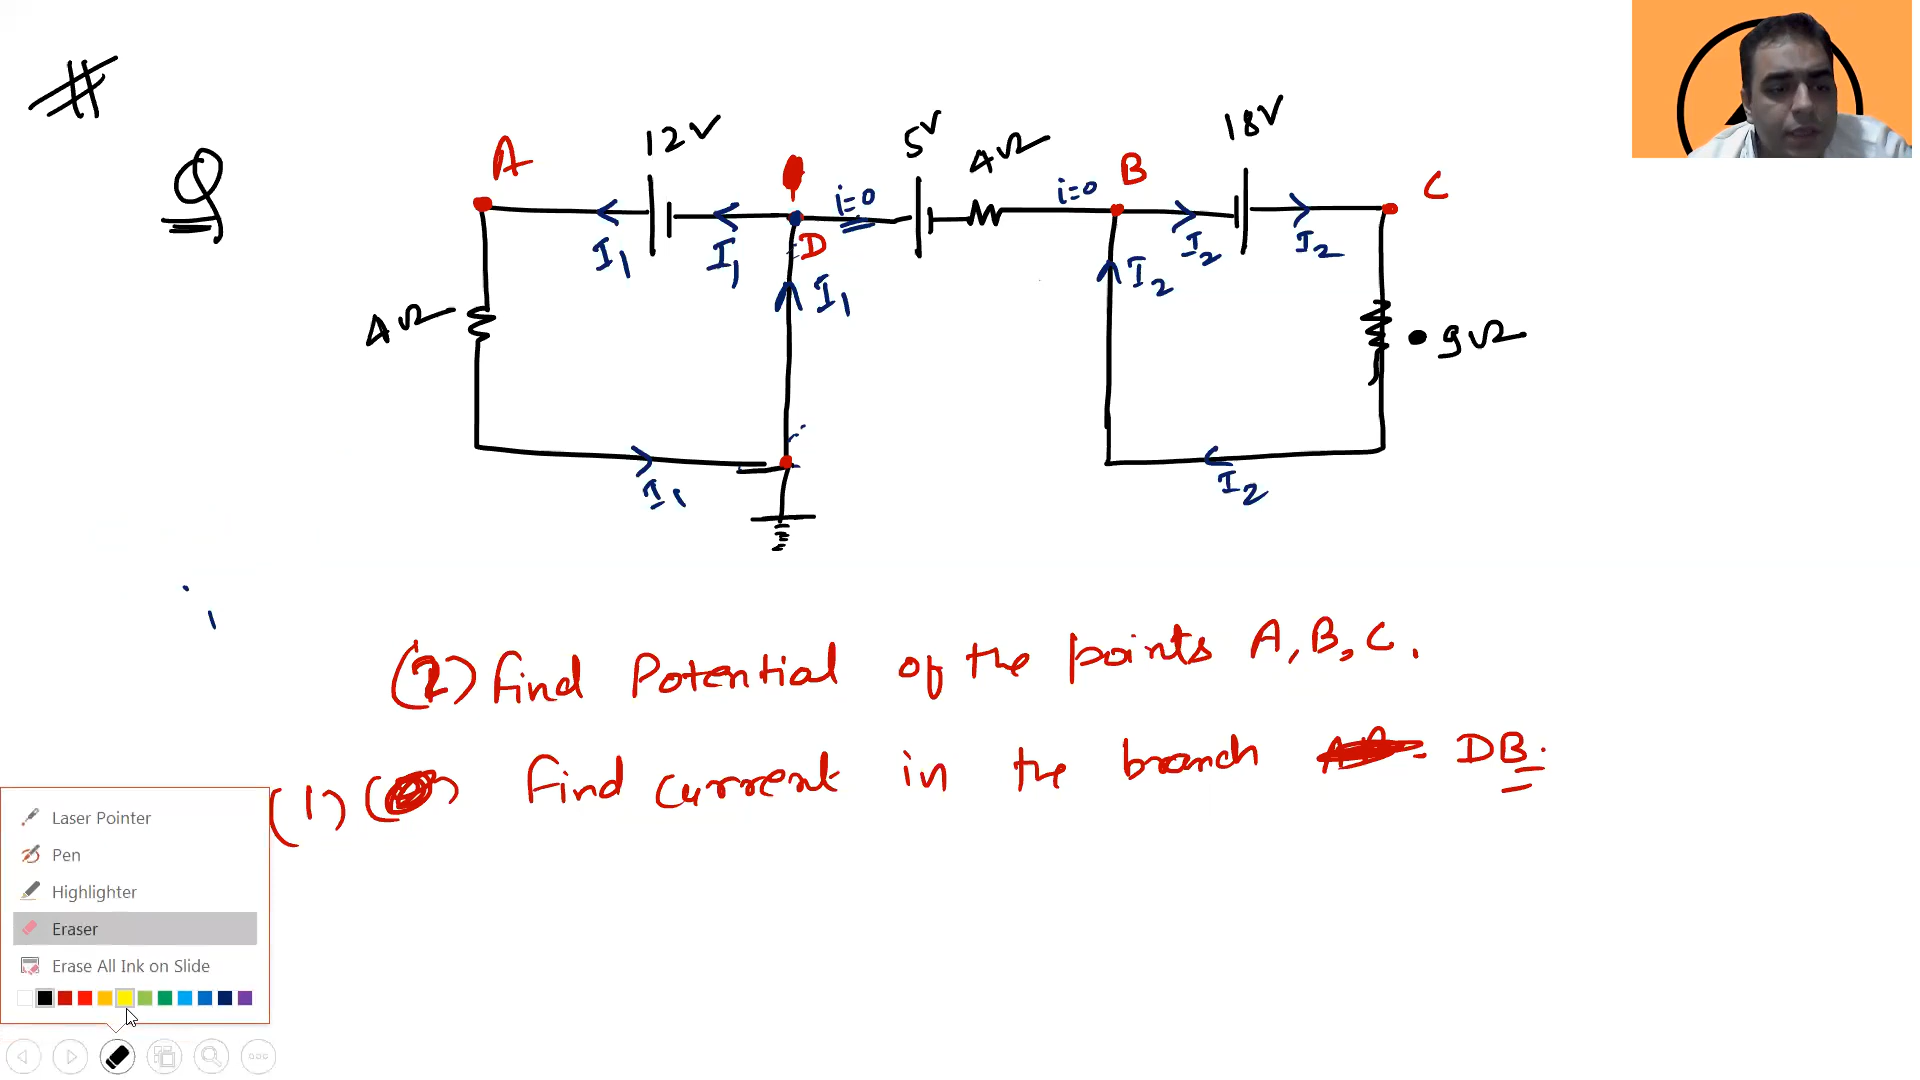 #
Q
A
12V
5V
4Ω
i=0
i=0
B
18V
C
I1
I1
D
I1
I2
I2
I2
4Ω
9Ω
I1
I2
i
(2) find Potential of the points A, B, C.
(1) find current in the branch DB.
Laser Pointer
Pen
Highlighter
Eraser
Erase All Ink on Slide